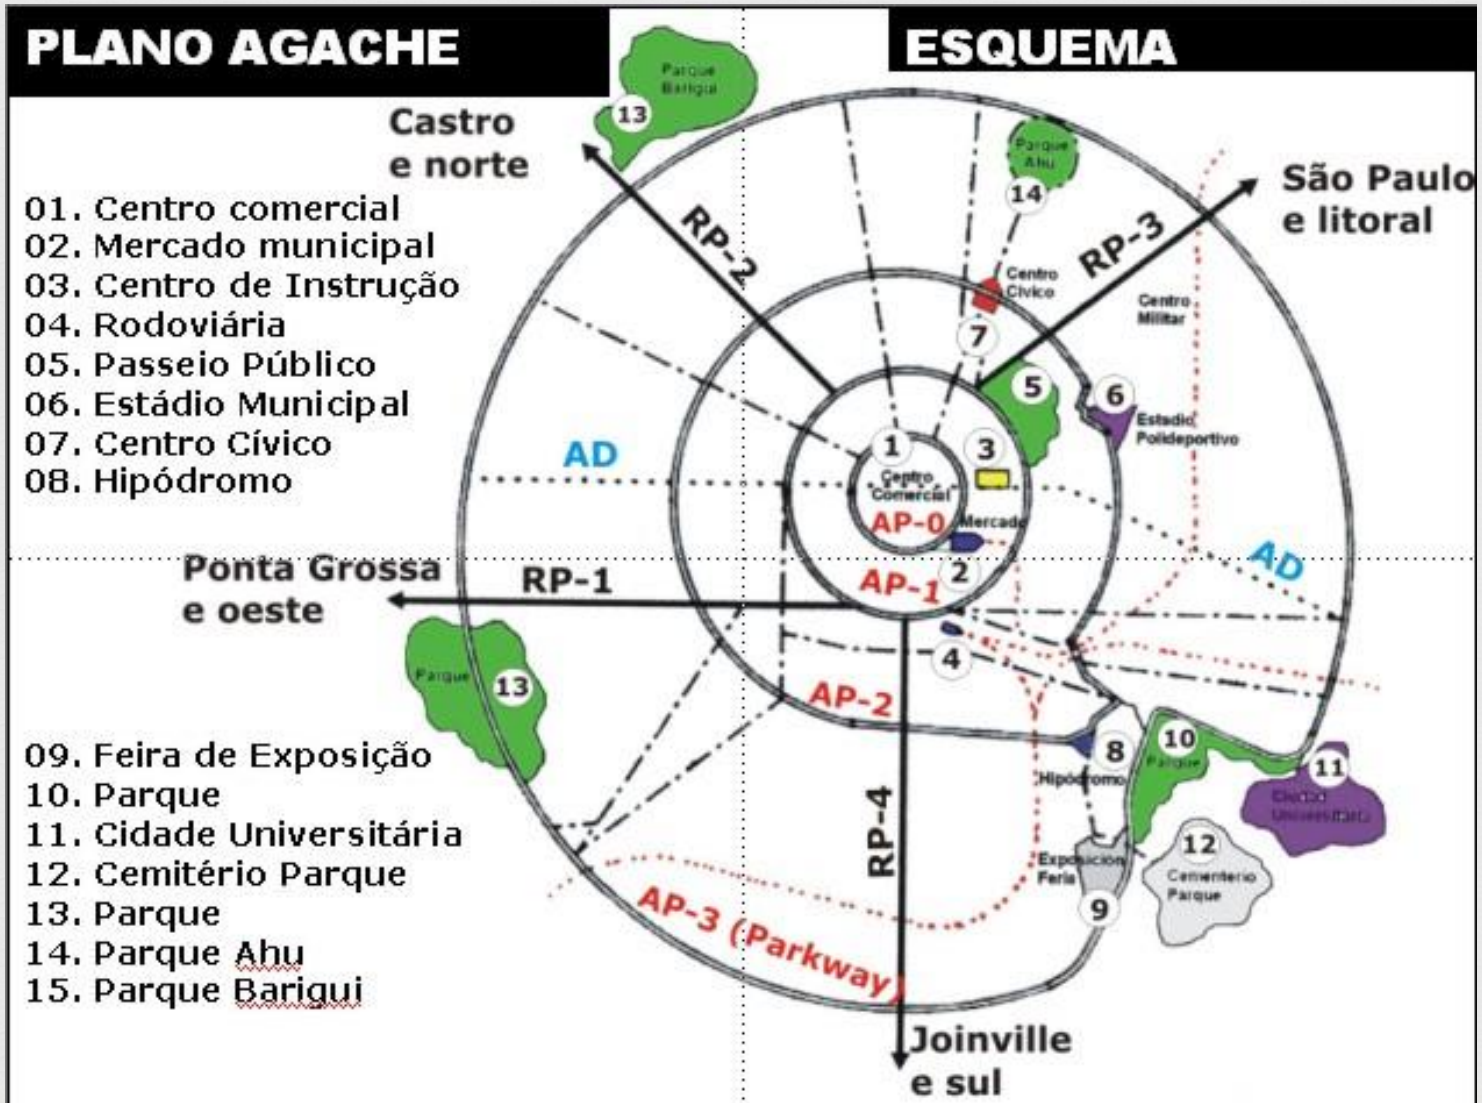 PLANO AGACHE
ESQUEMA
Parque
Barigui
13
Castro
e norte
Parque
Ahu
14
São Paulo
e litoral
RP-2
RP-3
01. Centro comercial
02. Mercado municipal
03. Centro de Instrução
04. Rodoviária
05. Passeio Público
06. Estádio Municipal
07. Centro Cívico
08. Hipódromo
Centro
Cívico
7
Centro
Militar
5
6
Estadio
Polideportivo
AD
1
3
Centro
Comercial
AP-0
Mercado
2
AP-1
AD
Ponta Grossa
e oeste
RP-1
4
Parque
13
AP-2
RP-4
8
Hipódromo
10
Parque
11
Ciudad
Universitaria
12
Cementerio
Parque
Exposición
Feria
9
AP-3 (Parkway)
09. Feira de Exposição
10. Parque
11. Cidade Universitária
12. Cemitério Parque
13. Parque
14. Parque Ahu
15. Parque Barigui
Joinville
e sul